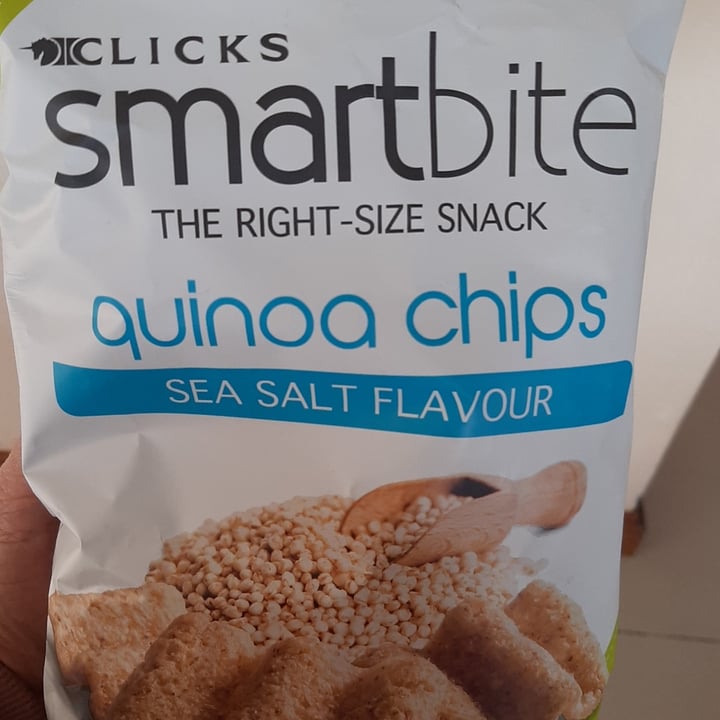 CLICKS
smartbite
THE RIGHT-SIZE SNACK
quinoa chips
SEA SALT FLAVOUR